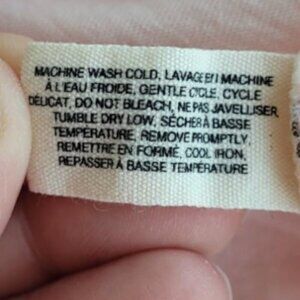 MACHINE WASH COLD, LAVAGE EN MACHINE
À L'EAU FROIDE, GENTLE CYCLE, CYCLE
DÉLICAT, DO NOT BLEACH, NE PAS JAVELLISER,
TUMBLE DRY LOW, SÉCHER À BASSE
TEMPÉRATURE, REMOVE PROMPTLY,
REMETTRE EN FORME, COOL IRON,
REPASSER À BASSE TEMPÉRATURE